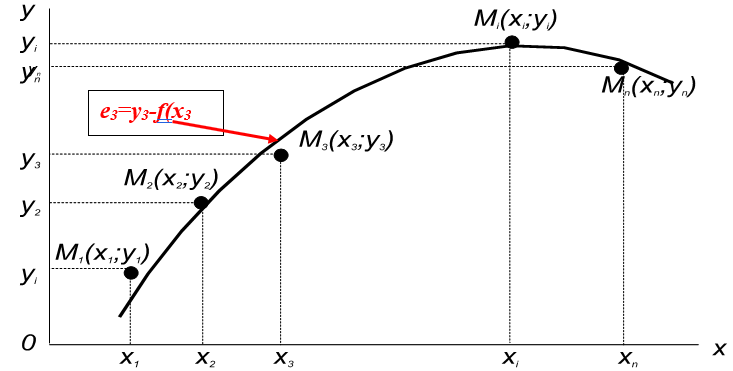 y
Mᵢ(xᵢ;yᵢ)
yᵢ
yₙ
Mₙ(xₙ;yₙ)
e₃=y₃-f(x₃
M₃(x₃;y₃)
y₃
M₂(x₂;y₂)
y₂
M₁(x₁;y₁)
yᵢ
0
x
x₁ x₂ x₃ xᵢ xₙ